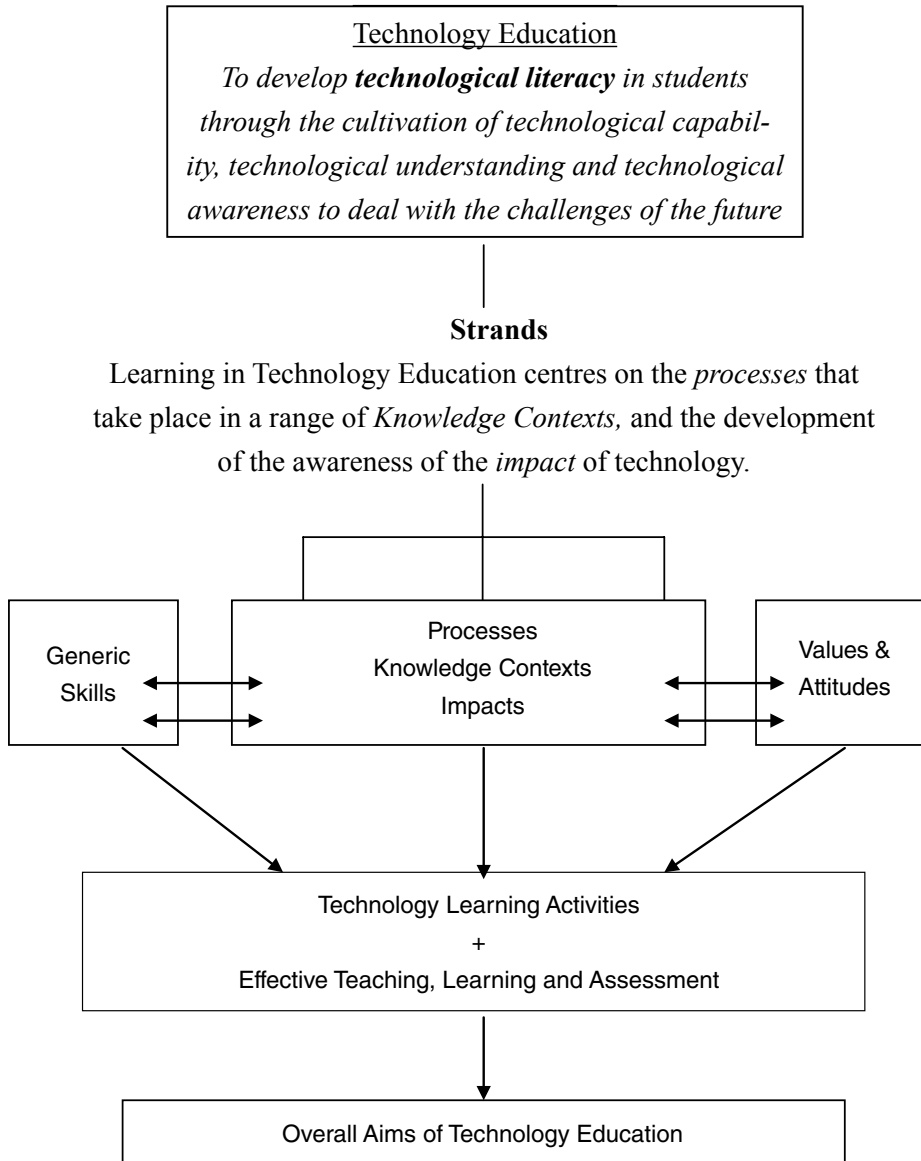 Technology Education
To develop technological literacy in students
through the cultivation of technological capabil-
ity, technological understanding and technological
awareness to deal with the challenges of the future
Strands
Learning in Technology Education centres on the processes that
take place in a range of Knowledge Contexts, and the development
of the awareness of the impact of technology.
Generic
Skills
Processes
Knowledge Contexts
Impacts
Values &
Attitudes
Technology Learning Activities
+
Effective Teaching, Learning and Assessment
Overall Aims of Technology Education